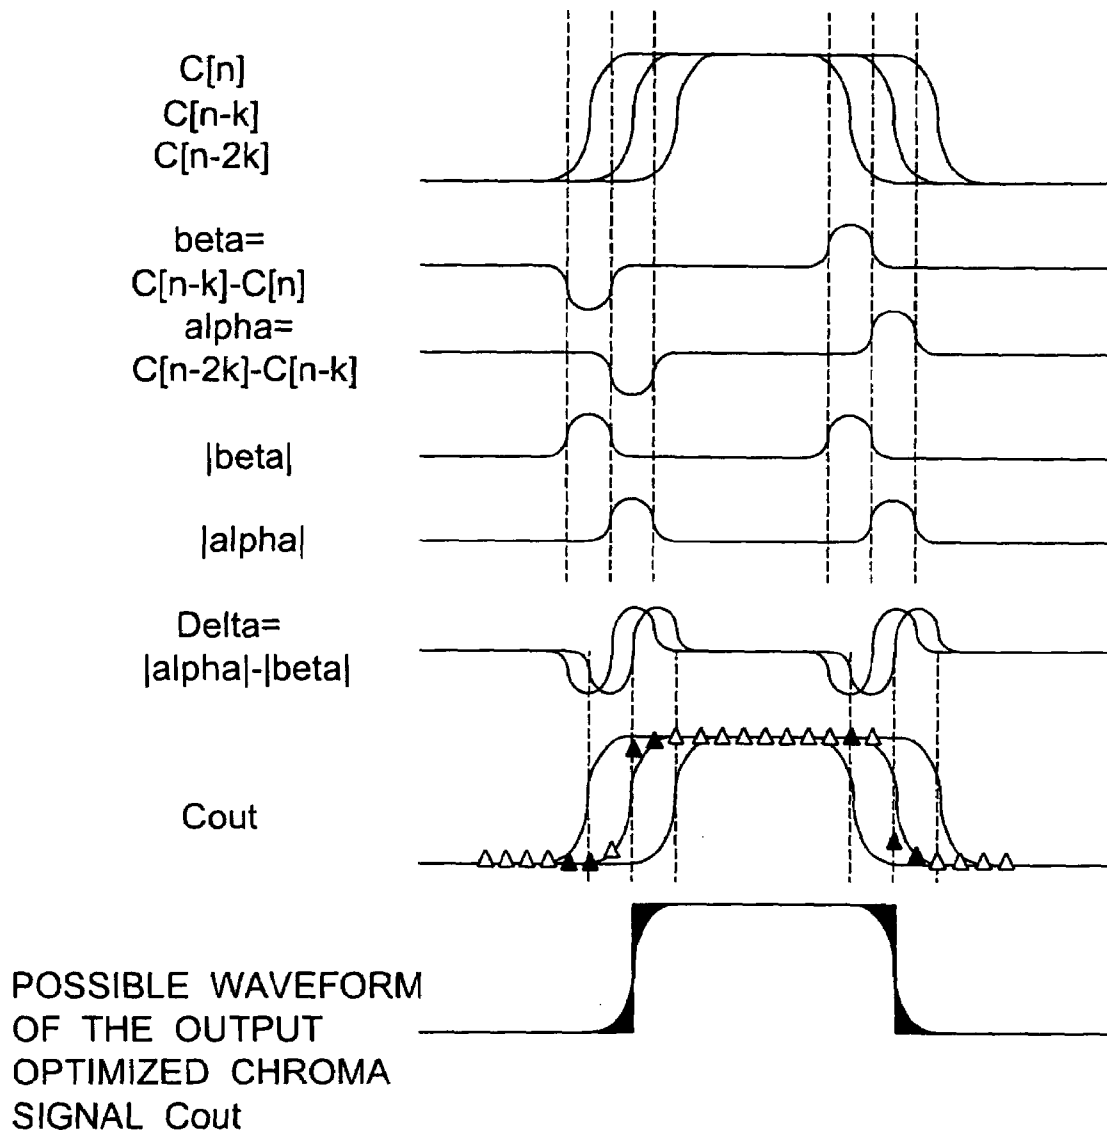 C[n]
C[n-k]
C[n-2k]
beta=
C[n-k]-C[n]
alpha=
C[n-2k]-C[n-k]
|beta|
|alpha|
Delta=
|alpha|-|beta|
Cout
POSSIBLE WAVEFORM
OF THE OUTPUT
OPTIMIZED CHROMA
SIGNAL Cout